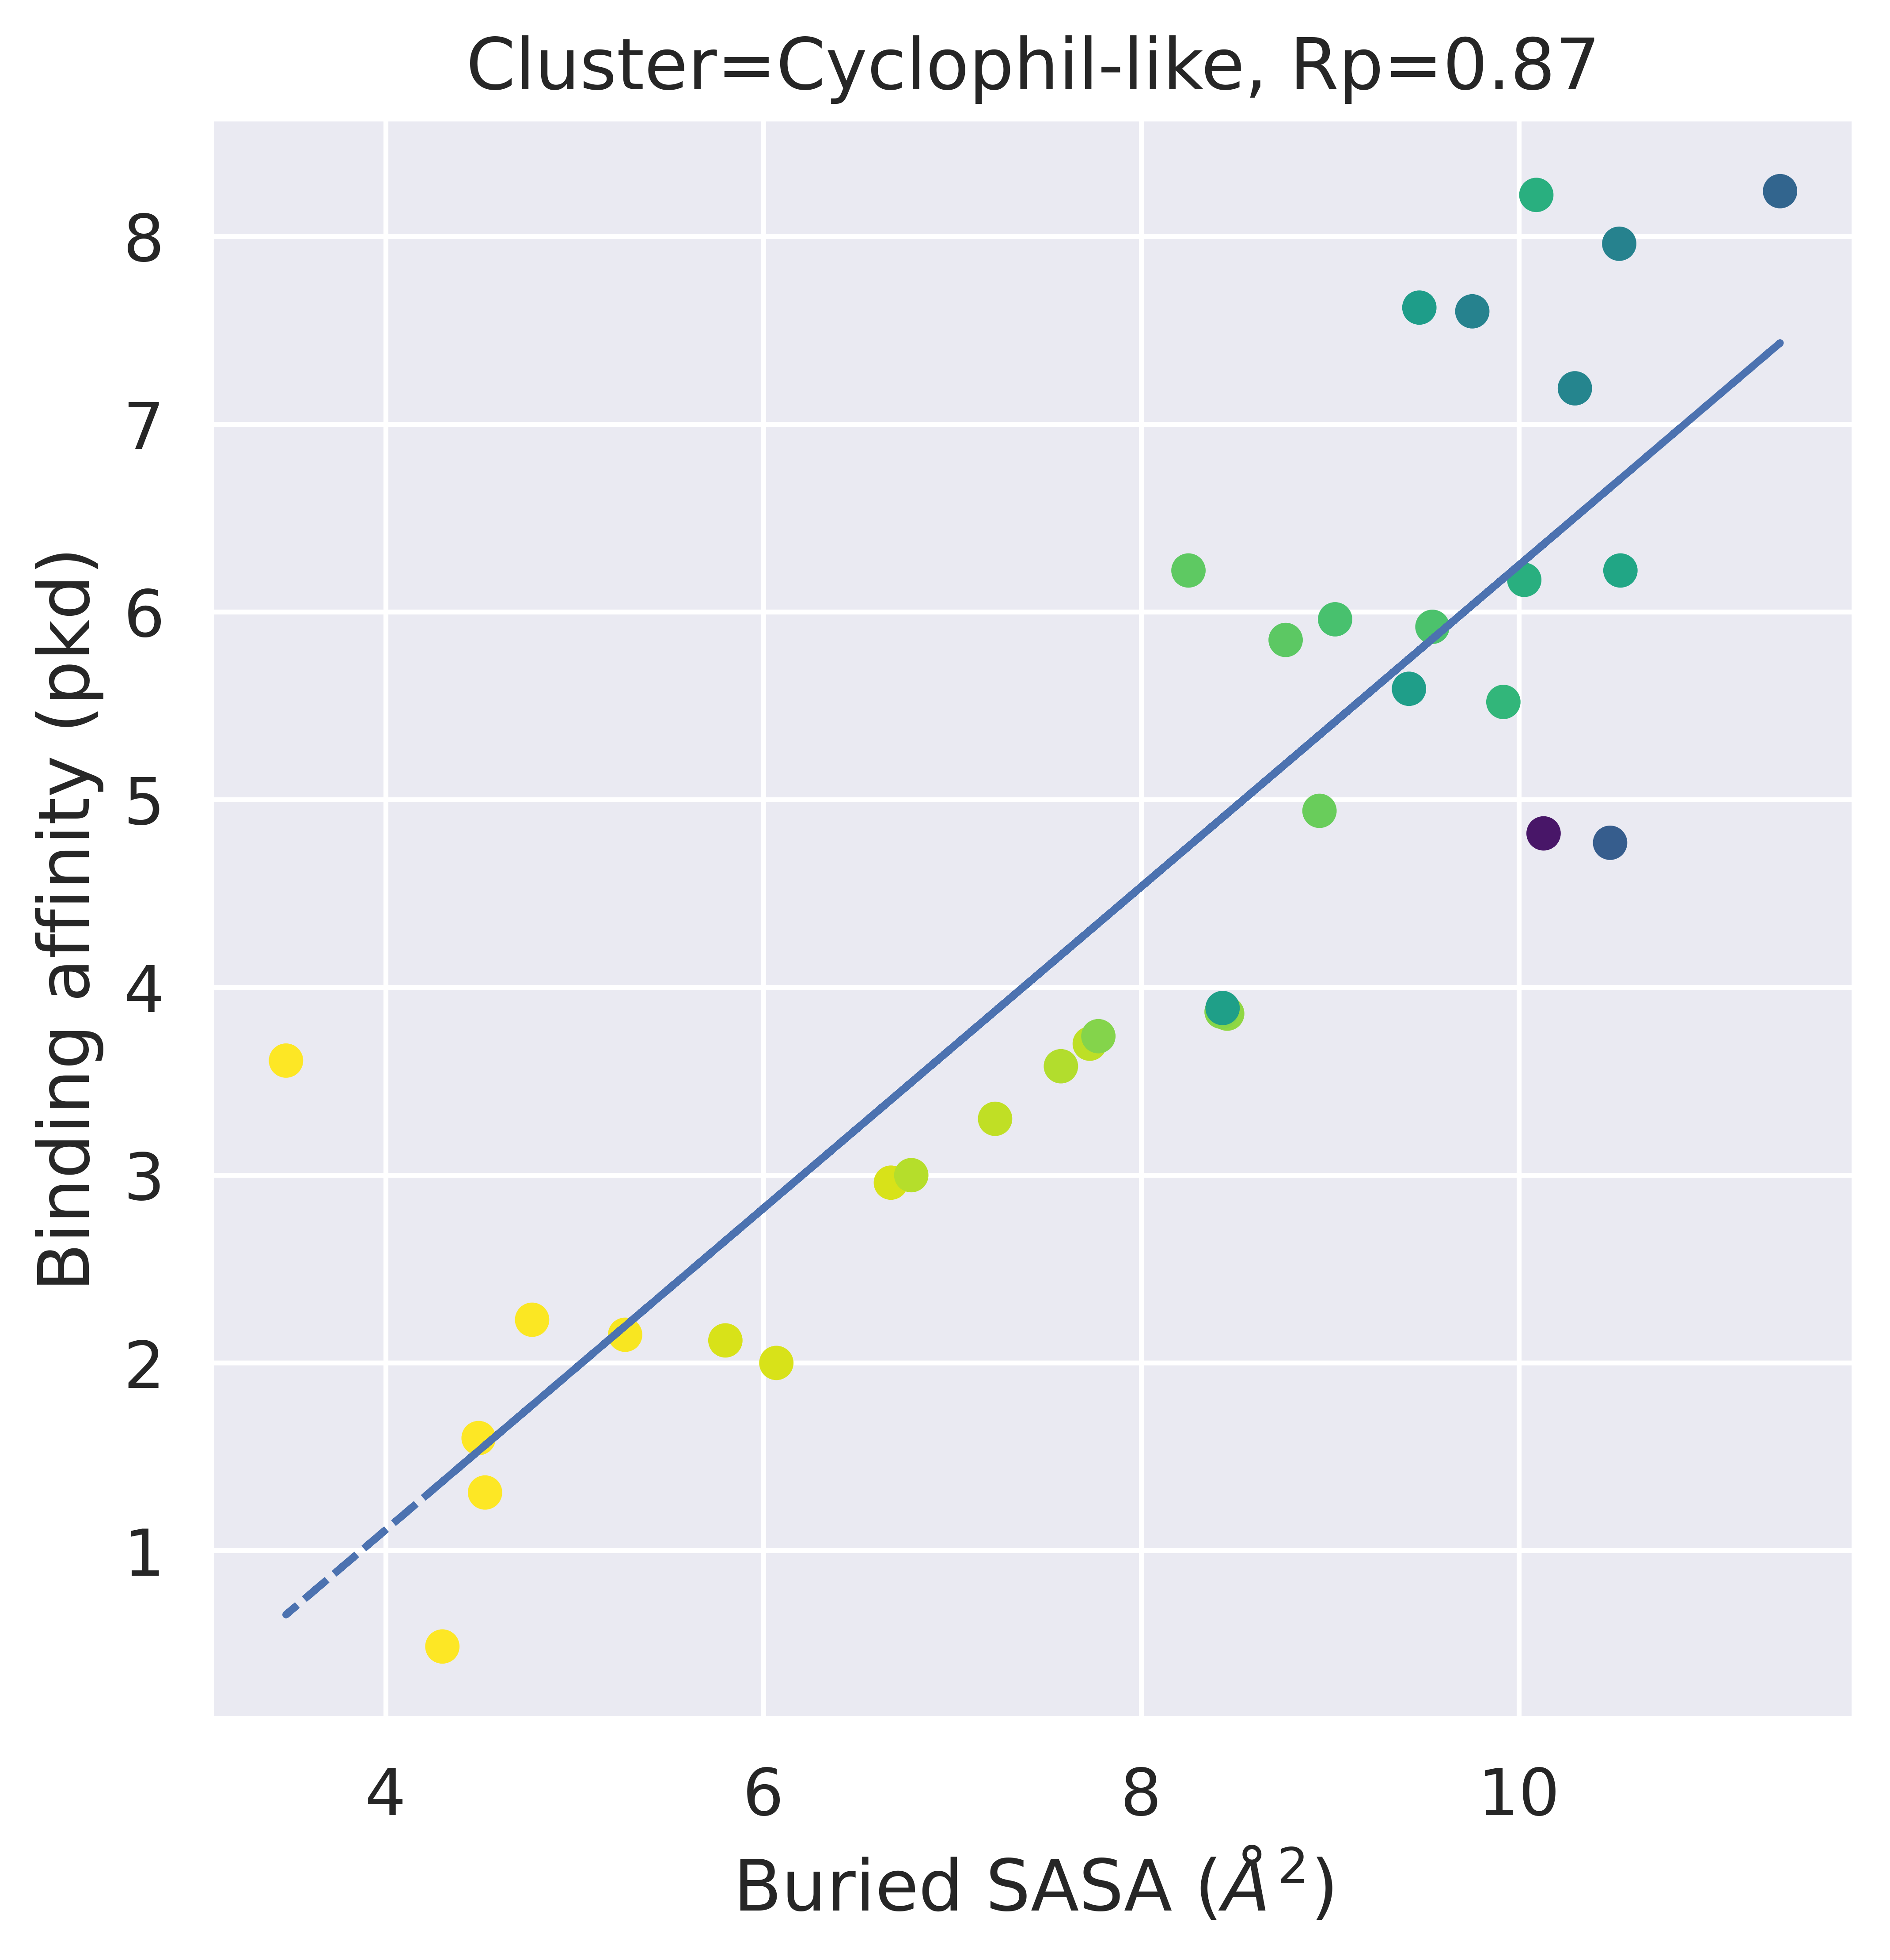 Cluster=Cyclophil-like, Rp=0.87
8
7
6
5
4
3
2
1
Binding affinity (pkd)
4 6 8 10
Buried SASA (Å²)